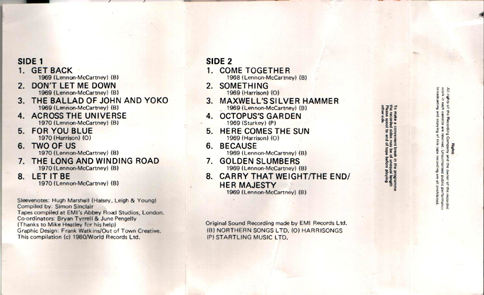 SIDE 1
1. GET BACK
1969 (Lennon-McCartney) (B)
2. DON'T LET ME DOWN
1969 (Lennon-McCartney) (B)
3. THE BALLAD OF JOHN AND YOKO
1969 (Lennon-McCartney) (B)
4. ACROSS THE UNIVERSE
1970 (Lennon-McCartney) (B)
5. FOR YOU BLUE
1970 (Harrison) (O)
6. TWO OF US
1970 (Lennon-McCartney) (B)
7. THE LONG AND WINDING ROAD
1970 (Lennon-McCartney) (B)
8. LET IT BE
1970 (Lennon-McCartney) (B)
Sleevenotes: Hugh Marshall (Halsey, Leigh & Young)
Compiled by: Simon Sinclair
Tapes compiled at EMI's Abbey Road Studios, London.
Co-ordinators: Bryan Tyrrell & June Pengelly
(Thanks to Mike Heatley for his help)
Graphic Design: Frank Watkins/Out of Town Creative.
This compilation (c) 1980/World Records Ltd.
SIDE 2
1. COME TOGETHER
1968 (Lennon-McCartney) (B)
2. SOMETHING
1969 (Harrison) (O)
3. MAXWELL'S SILVER HAMMER
1969 (Lennon-McCartney) (B)
4. OCTOPUS'S GARDEN
1969 (Starkey) (P)
5. HERE COMES THE SUN
1969 (Harrison) (O)
6. BECAUSE
1969 (Lennon-McCartney) (B)
7. GOLDEN SLUMBERS
1969 (Lennon-McCartney) (B)
8. CARRY THAT WEIGHT/THE END/
HER MAJESTY
1969 (Lennon-McCartney) (B)
Original Sound Recording made by EMI Records Ltd.
(B) NORTHERN SONGS LTD. (O) HARRISONGS
(P) STARTLING MUSIC LTD.